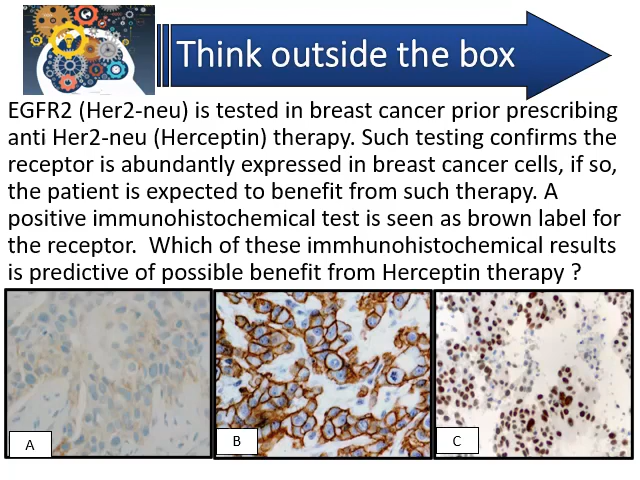 Think outside the box
EGFR2 (Her2-neu) is tested in breast cancer prior prescribing
anti Her2-neu (Herceptin) therapy. Such testing confirms the
receptor is abundantly expressed in breast cancer cells, if so,
the patient is expected to benefit from such therapy. A
positive immunohistochemical test is seen as brown label for
the receptor.  Which of these immhunohistochemical results
is predictive of possible benefit from Herceptin therapy ?
A
B
C